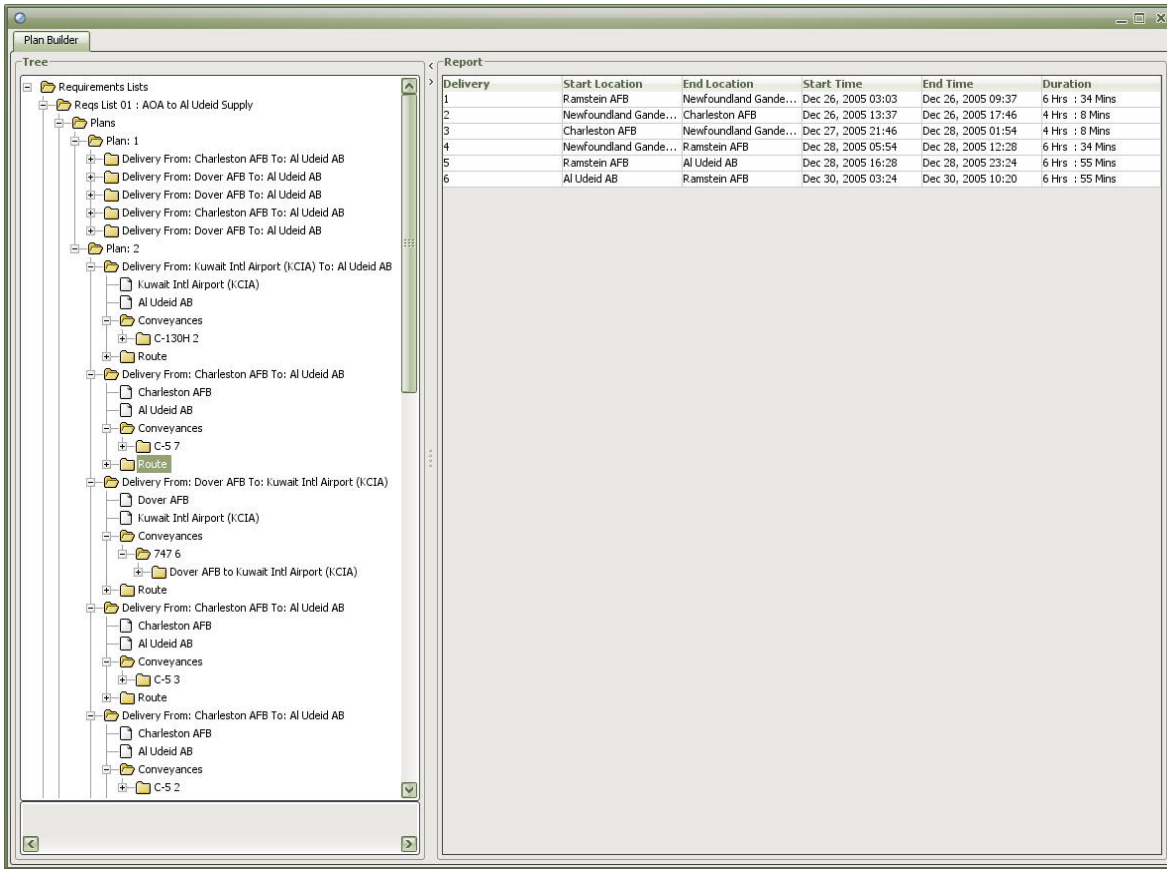 Plan Builder
Tree
Requirements Lists
Reqs List 01 : AOA to Al Udeid Supply
Plans
Plan: 1
Delivery From: Charleston AFB To: Al Udeid AB
Delivery From: Dover AFB To: Al Udeid AB
Delivery From: Dover AFB To: Al Udeid AB
Delivery From: Charleston AFB To: Al Udeid AB
Delivery From: Dover AFB To: Al Udeid AB
Plan: 2
Delivery From: Kuwait Intl Airport (KCIA) To: Al Udeid AB
Kuwait Intl Airport (KCIA)
Al Udeid AB
Conveyances
C-130H 2
Route
Delivery From: Charleston AFB To: Al Udeid AB
Charleston AFB
Al Udeid AB
Conveyances
C-5 7
Route
Delivery From: Dover AFB To: Kuwait Intl Airport (KCIA)
Dover AFB
Kuwait Intl Airport (KCIA)
Conveyances
747 6
Dover AFB to Kuwait Intl Airport (KCIA)
Route
Delivery From: Charleston AFB To: Al Udeid AB
Charleston AFB
Al Udeid AB
Conveyances
C-5 3
Route
Delivery From: Charleston AFB To: Al Udeid AB
Charleston AFB
Al Udeid AB
Conveyances
C-5 2
Report
Delivery Start Location End Location Start Time End Time Duration
1 Ramstein AFB Newfoundland Gande... Dec 26, 2005 03:03 Dec 26, 2005 09:37 6 Hrs : 34 Mins
2 Newfoundland Gande... Charleston AFB Dec 26, 2005 13:37 Dec 26, 2005 17:46 4 Hrs : 8 Mins
3 Charleston AFB Newfoundland Gande... Dec 27, 2005 21:46 Dec 28, 2005 01:54 4 Hrs : 8 Mins
4 Newfoundland Gande... Ramstein AFB Dec 28, 2005 05:54 Dec 28, 2005 12:28 6 Hrs : 34 Mins
5 Ramstein AFB Al Udeid AB Dec 28, 2005 16:28 Dec 28, 2005 23:24 6 Hrs : 55 Mins
6 Al Udeid AB Ramstein AFB Dec 30, 2005 03:24 Dec 30, 2005 10:20 6 Hrs : 55 Mins